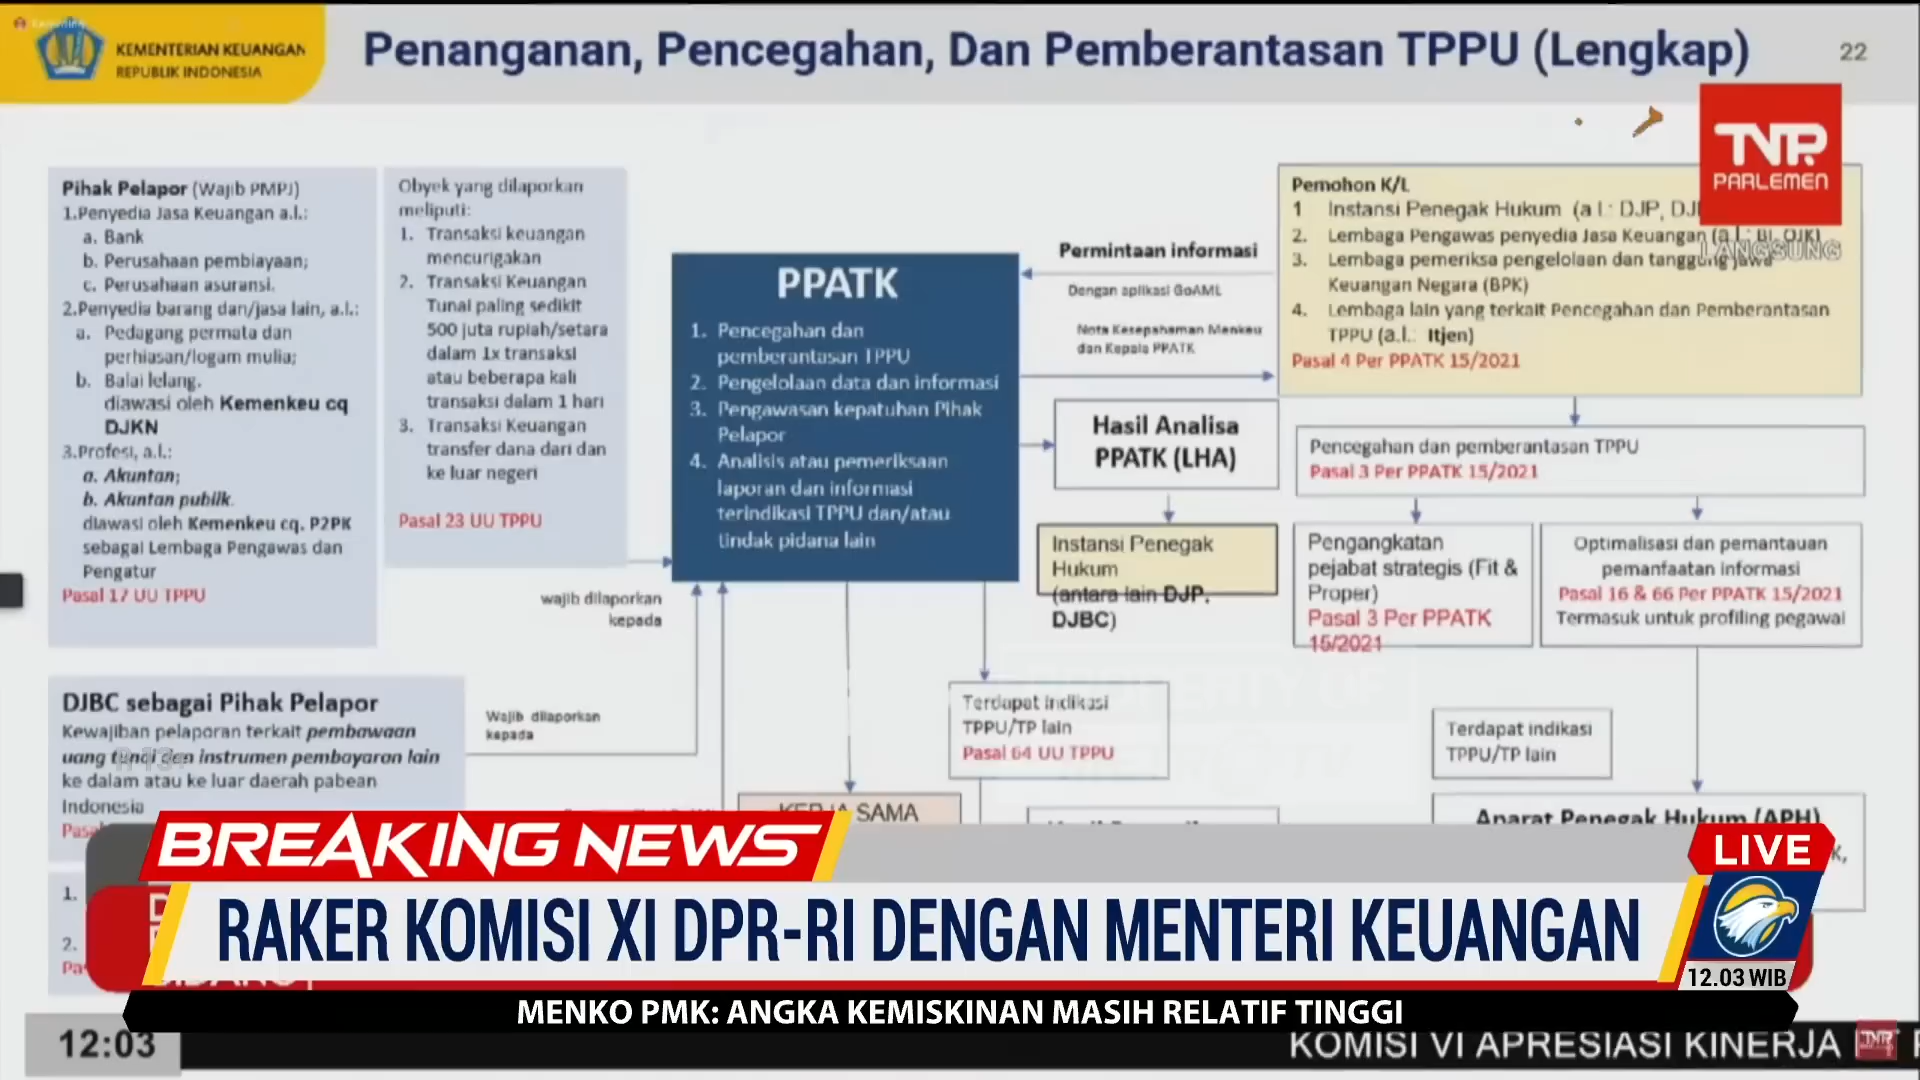 KEMENTERIAN KEUANGAN
REPUBLIK INDONESIA
Penanganan, Pencegahan, Dan Pemberantasan TPPU (Lengkap)
22
TVP.
PARLEMEN
LANGSUNG
Pihak Pelapor (Wajib PMPJ)
1.Penyedia Jasa Keuangan a.l.:
a. Bank
b. Perusahaan pembiayaan;
c. Perusahaan asuransi.
2.Penyedia barang dan/jasa lain, a.l.:
a. Pedagang permata dan
perhiasan/logam mulia;
b. Balai lelang.
diawasi oleh Kemenkeu cq
DJKN
3.Profesi, a.l.:
a. Akuntan;
b. Akuntan publik.
diawasi oleh Kemenkeu cq. P2PK
sebagai Lembaga Pengawas dan
Pengatur
Pasal 17 UU TPPU
Obyek yang dilaporkan
meliputi:
1. Transaksi keuangan
mencurigakan
2. Transaksi Keuangan
Tunai paling sedikit
500 juta rupiah/setara
dalam 1x transaksi
atau beberapa kali
transaksi dalam 1 hari
3. Transaksi Keuangan
transfer dana dari dan
ke luar negeri
Pasal 23 UU TPPU
wajib dilaporkan
kepada
PPATK
1. Pencegahan dan
pemberantasan TPPU
2. Pengelolaan data dan informasi
3. Pengawasan kepatuhan Pihak
Pelapor
4. Analisis atau pemeriksaan
laporan dan informasi
terindikasi TPPU dan/atau
tindak pidana lain
Permintaan informasi
Dengan aplikasi GoAML
Nota Kesepahaman Menkeu
dan Kepala PPATK
Pemohon K/L
1 Instansi Penegak Hukum (a.l.: DJP,
2. Lembaga Pengawas penyedia Jasa Keuangan (a.l.: BI, OJK)
3. Lembaga pemeriksa pengelolaan dan tanggung jawab
Keuangan Negara (BPK)
4. Lembaga lain yang terkait Pencegahan dan Pemberantasan
TPPU (a.l.: Itjen)
Pasal 4 Per PPATK 15/2021
Hasil Analisa
PPATK (LHA)
Instansi Penegak
Hukum
(antara lain DJP,
DJBC)
Pencegahan dan pemberantasan TPPU
Pasal 3 Per PPATK 15/2021
Pengangkatan
pejabat strategis (Fit &
Proper)
Pasal 3 Per PPATK
15/2021
Optimalisasi dan pemantauan
pemanfaatan informasi
Pasal 16 & 66 Per PPATK 15/2021
Termasuk untuk profiling pegawai
DJBC sebagai Pihak Pelapor
Kewajiban pelaporan terkait pembawaan
uang tunai dan instrumen pembayaran lain
ke dalam atau ke luar daerah pabean
Indonesia
Wajib dilaporkan
kepada
Terdapat indikasi
TPPU/TP lain
Pasal 64 UU TPPU
Terdapat indikasi
TPPU/TP lain
KERJA SAMA
Aparat Penegak Hukum (APH)
1.
2.
BREAKING NEWS
LIVE
RAKER KOMISI XI DPR-RI DENGAN MENTERI KEUANGAN
12.03 WIB
MENKO PMK: ANGKA KEMISKINAN MASIH RELATIF TINGGI
12:03
KOMISI VI APRESIASI KINERJA